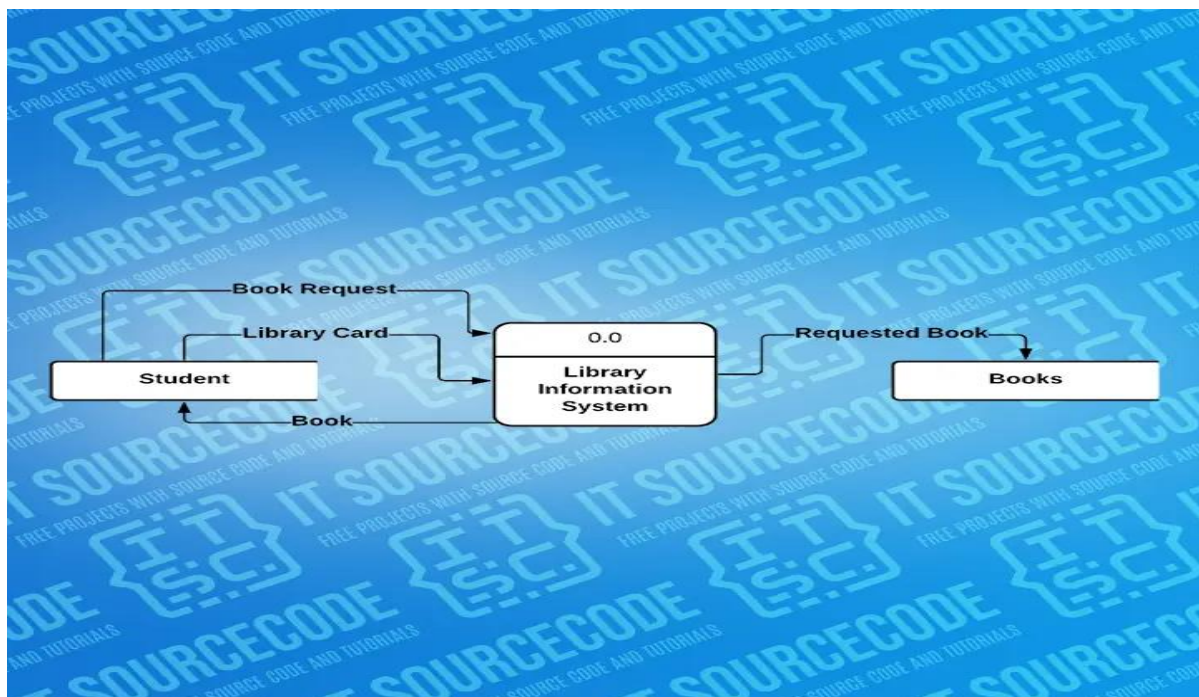 Book Request
Library Card
Student
Book
0.0
Library
Information
System
Requested Book
Books
IT SOURCECODE
FREE PROJECTS WITH SOURCE CODE AND TUTORIALS
ITSC